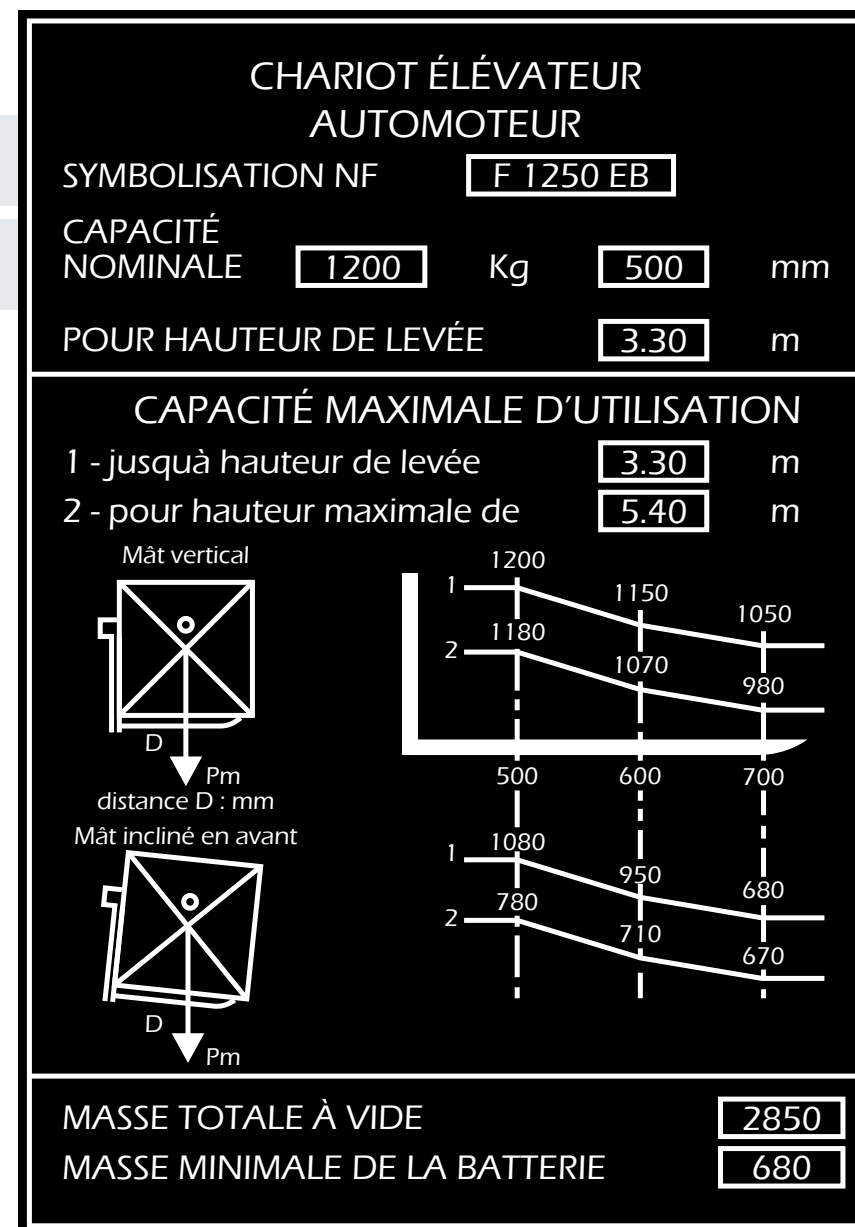 CHARIOT ÉLÉVATEUR
AUTOMOTEUR
SYMBOLISATION NF F 1250 EB
CAPACITÉ
NOMINALE 1200 Kg 500 mm
POUR HAUTEUR DE LEVÉE 3.30 m
CAPACITÉ MAXIMALE D'UTILISATION
1 - jusquà hauteur de levée 3.30 m
2 - pour hauteur maximale de 5.40 m
Mât vertical
D
Pm
distance D : mm
1200
1 1150
1050
2 1180
1070
980
500 600 700
Mât incliné en avant
D
Pm
1 1080
950
680
2 780
710
670
MASSE TOTALE À VIDE 2850
MASSE MINIMALE DE LA BATTERIE 680